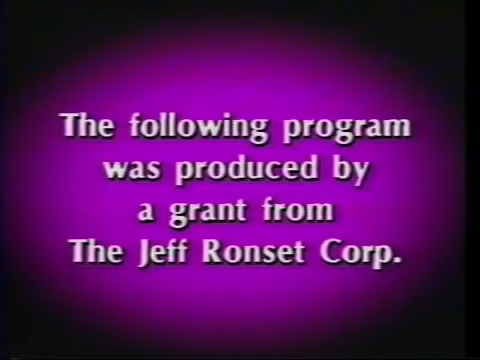 The following program
was produced by
a grant from
The Jeff Ronset Corp.